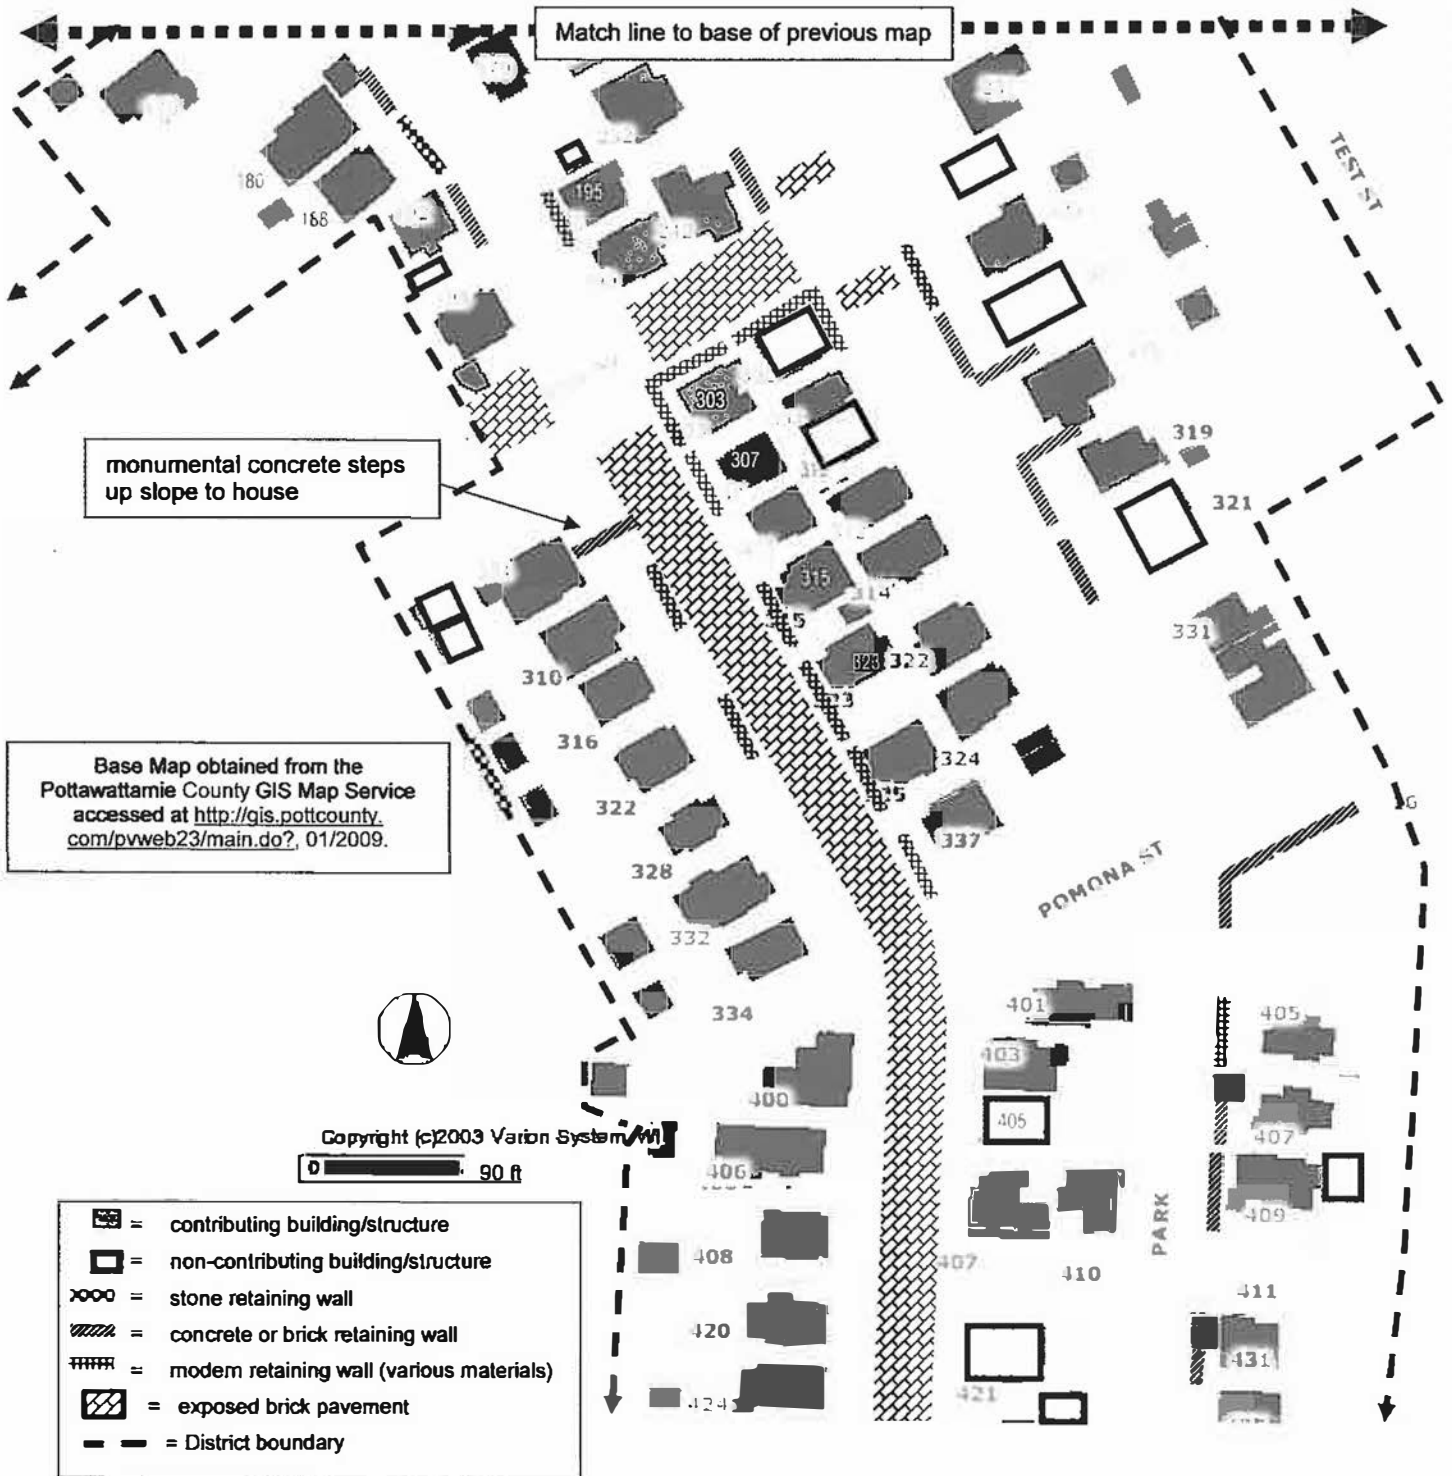 Match line to base of previous map
TEST ST
180
188
195
303
307
monumental concrete steps
up slope to house
319
321
315
314
331
310
323
322
316
324
322
337
328
332
334
Base Map obtained from the
Pottawattamie County GIS Map Service
accessed at http://gis.pottcounty.
com/pvweb23/main.do?, 01/2009.
POMONA ST
401
403
405
405
400
407
406
409
PARK
408
407
410
411
420
431
421
424
Copyright (c)2003 Varion System
0
90 ft
= contributing building/structure
= non-contributing building/structure
= stone retaining wall
= concrete or brick retaining wall
= modern retaining wall (various materials)
= exposed brick pavement
= District boundary